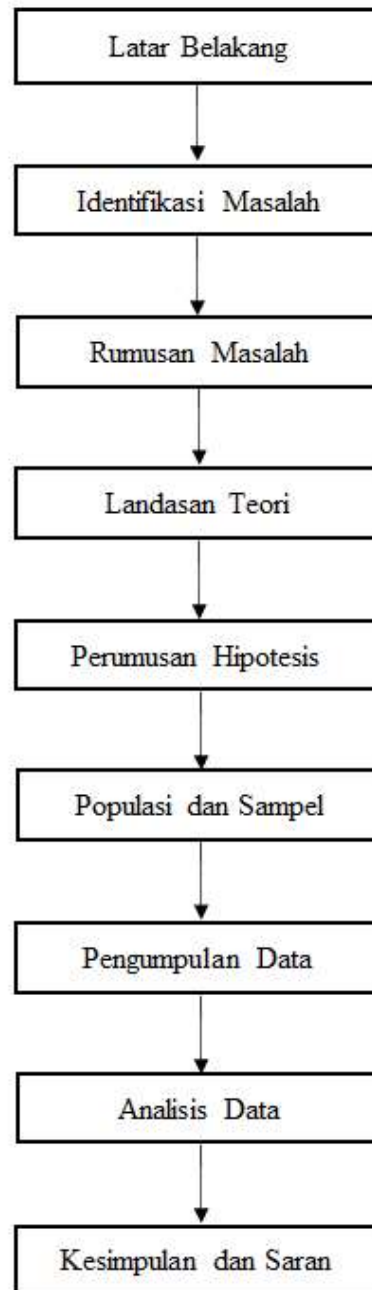 Latar Belakang
Identifikasi Masalah
Rumusan Masalah
Landasan Teori
Perumusan Hipotesis
Populasi dan Sampel
Pengumpulan Data
Analisis Data
Kesimpulan dan Saran